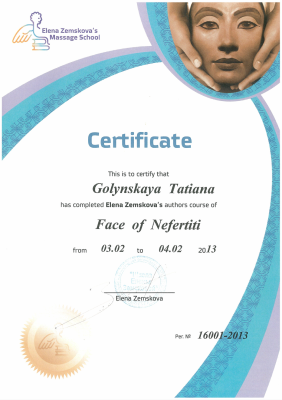 Elena Zemskova's
Massage School
Certificate
This is to certify that
Golynskaya Tatiana
has completed Elena Zemskova's authors course of
Face of Nefertiti
from 03.02 to 04.02 2013
Elena Zemskova
Рег. № 16001-2013